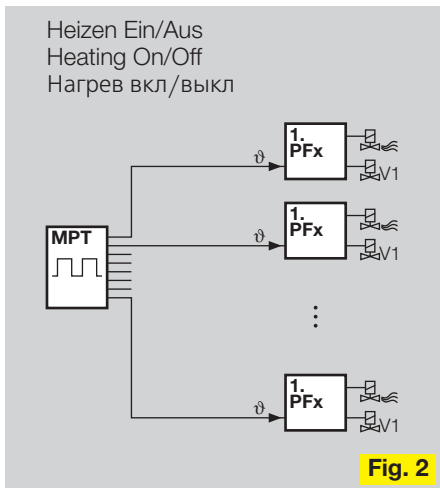 Heizen Ein/Aus
Heating On/Off
Нагрев вкл/выкл
1.
PFx
ϑ
V1
MPT
1.
PFx
ϑ
V1
1.
PFx
ϑ
V1
Fig. 2